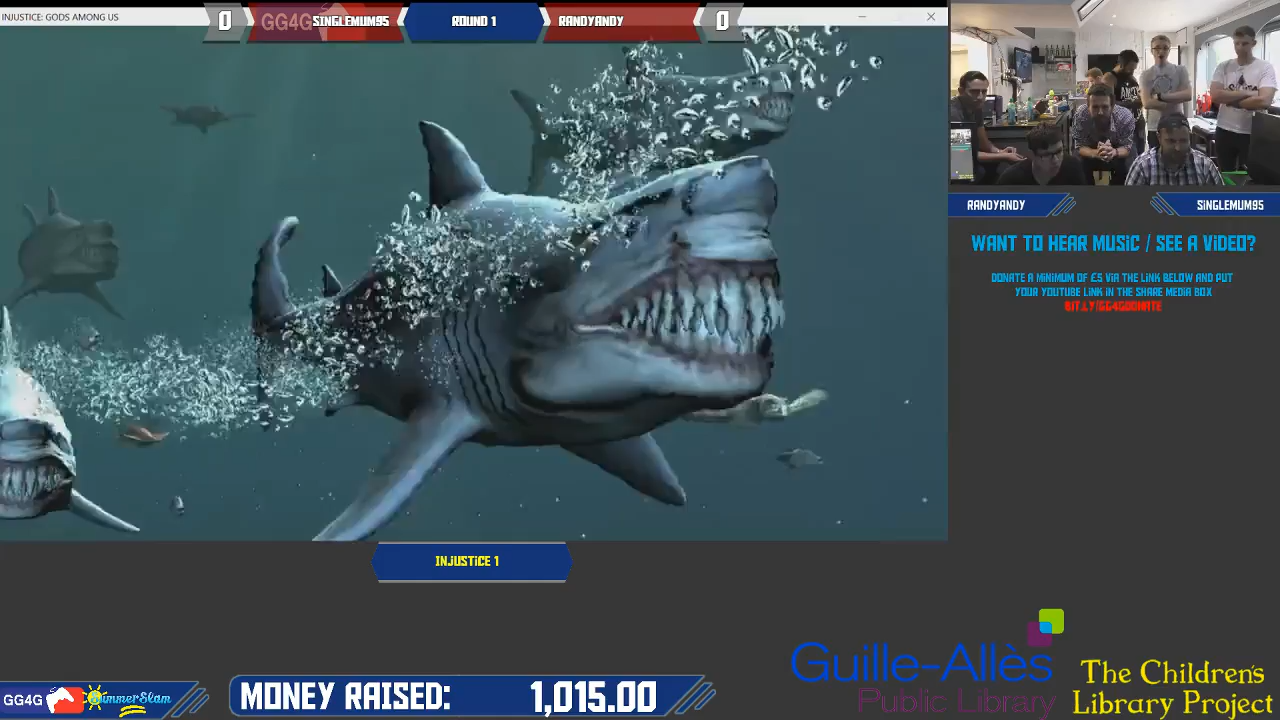 INJUSTICE: GODS AMONG US
0 GG4G SINGLEMUM95 ROUND 1 RANDYANDY 0
RANDYANDY SINGLEMUM95
WANT TO HEAR MUSIC / SEE A VIDEO?
DONATE A MINIMUM OF £5 VIA THE LINK BELOW AND PUT
YOUR YOUTUBE LINK IN THE SHARE MEDIA BOX
BIT.LY/GG4GDONATE
INJUSTICE 1
GG4G SummerSlam MONEY RAISED: 1,015.00
Guille-Allès
Public Library
The Children's
Library Project